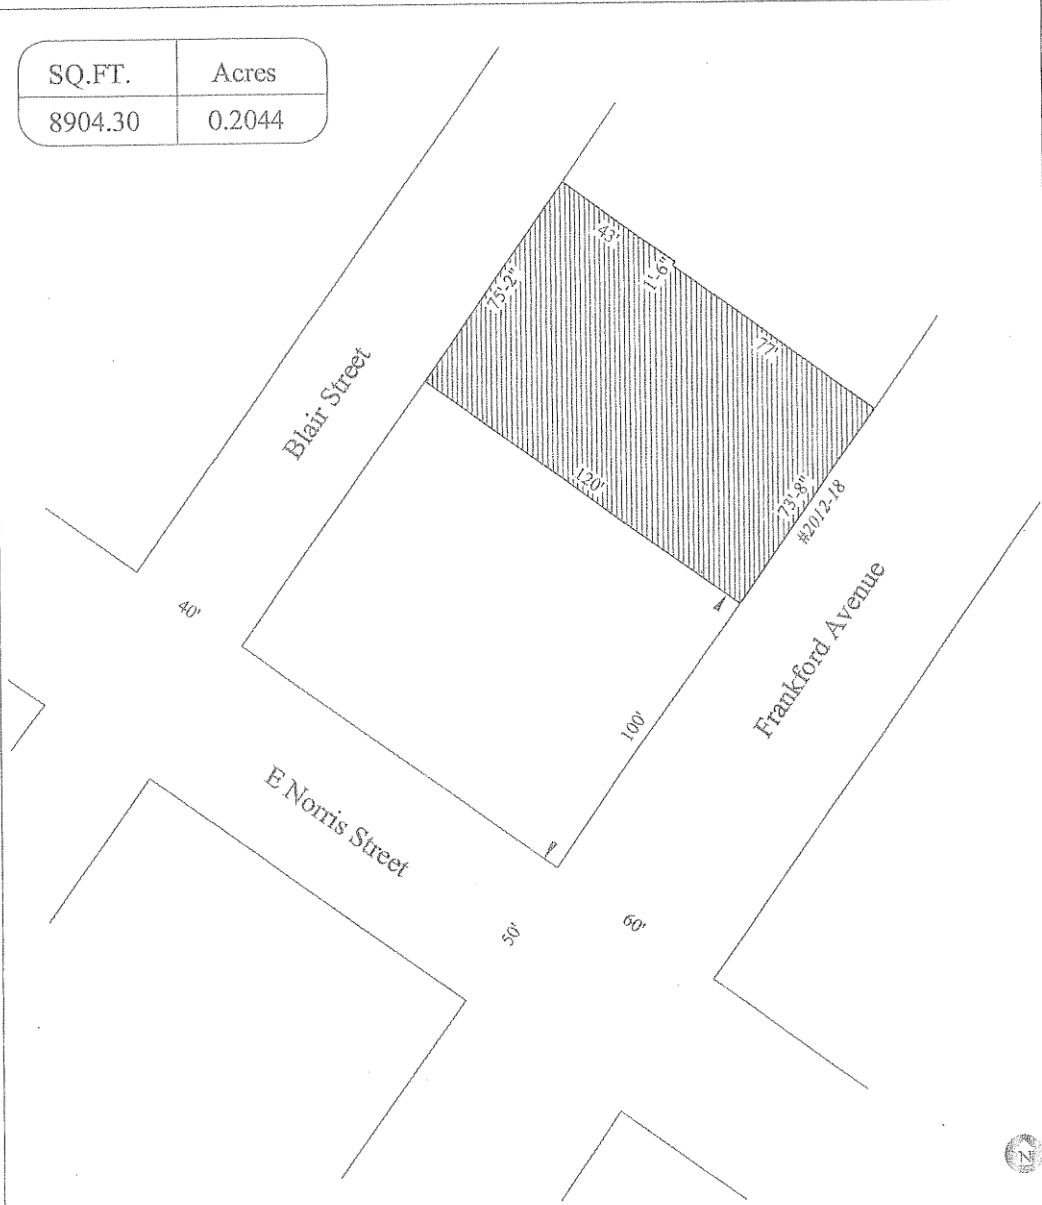 SQ.FT. Acres
8904.30 0.2044
43'
1'-6"
75'-2"
77'
Blair Street
120'
73'-8"
#2012-18
40'
Frankford Avenue
100'
E Norris Street
50'
60'
N